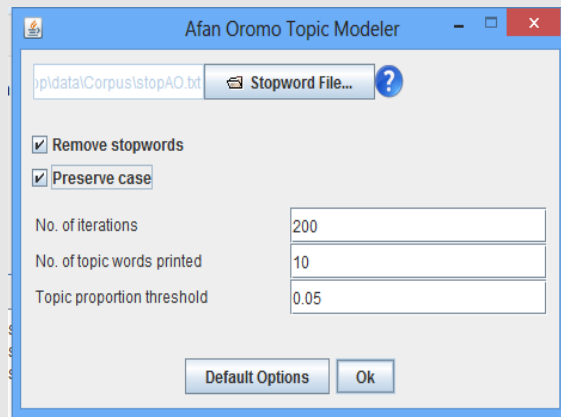 Afan Oromo Topic Modeler
op\data\Corpus\stopAO.txt Stopword File... ?
Remove stopwords
Preserve case
No. of iterations 200
No. of topic words printed 10
Topic proportion threshold 0.05
Default Options Ok